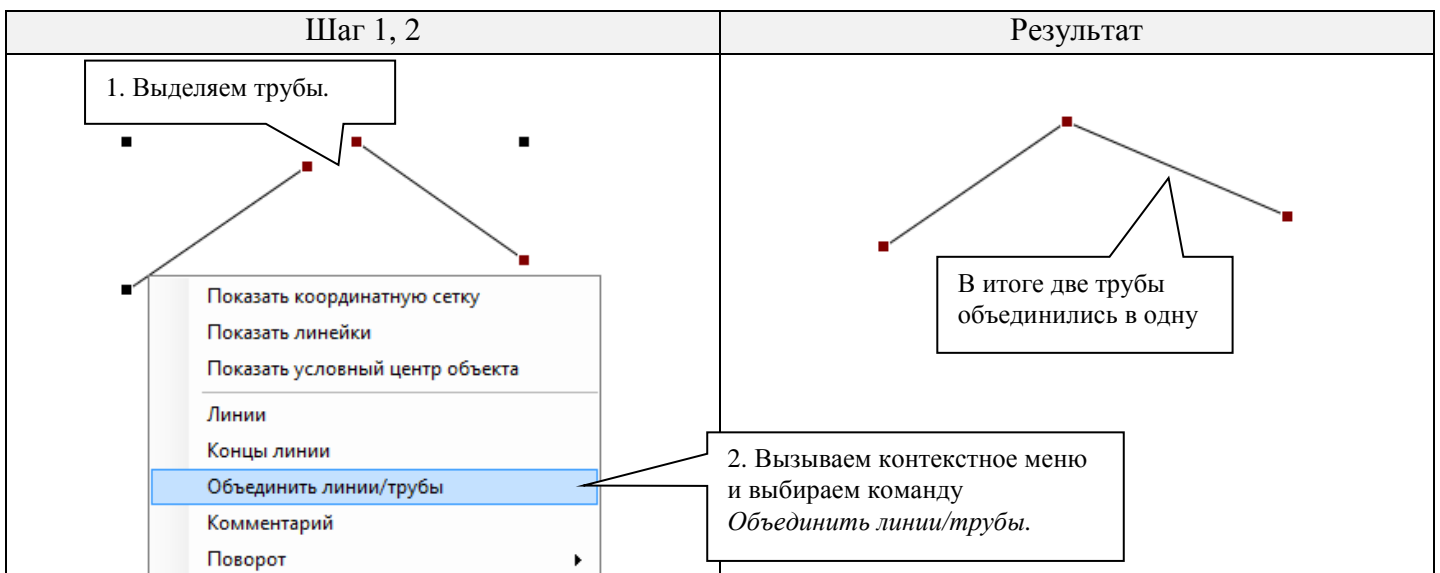 Шаг 1, 2
Результат
1. Выделяем трубы.
Показать координатную сетку
Показать линейки
Показать условный центр объекта
Линии
Концы линии
Объединить линии/трубы
Комментарий
Поворот
2. Вызываем контекстное меню
и выбираем команду
Объединить линии/трубы.
В итоге две трубы
объединились в одну